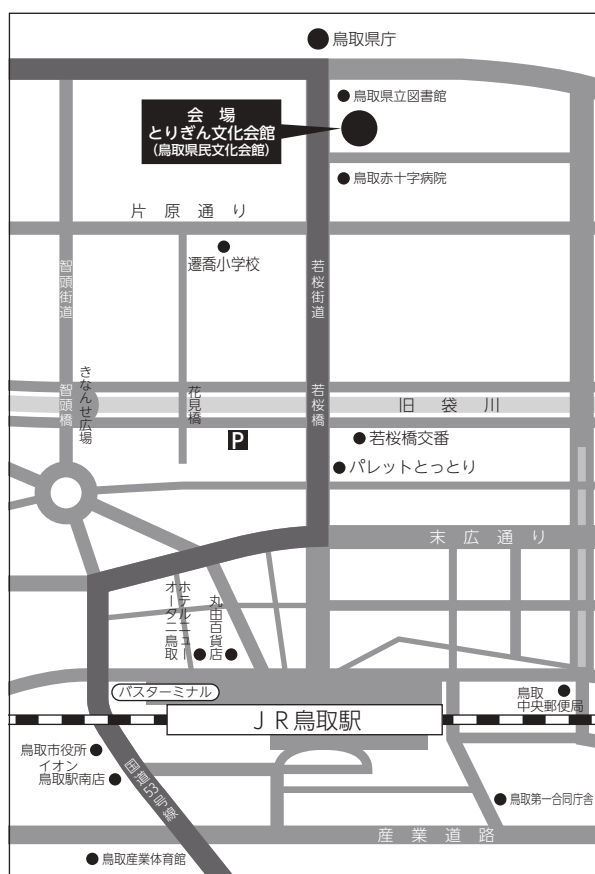 鳥取県庁
鳥取県立図書館
会　場
とりぎん文化会館
(鳥取県民文化会館)
鳥取赤十字病院
片原通り
遷喬小学校
智頭街道
若桜街道
きなんせ広場
智頭橋
花見橋
若桜橋
旧袋川
P
若桜橋交番
パレットとっとり
末広通り
ホテルニュー
オータニ鳥取
丸由百貨店
バスターミナル
鳥取
中央郵便局
ＪＲ鳥取駅
鳥取市役所
イオン
鳥取駅南店
国道53号線
鳥取第一合同庁舎
産業道路
鳥取産業体育館